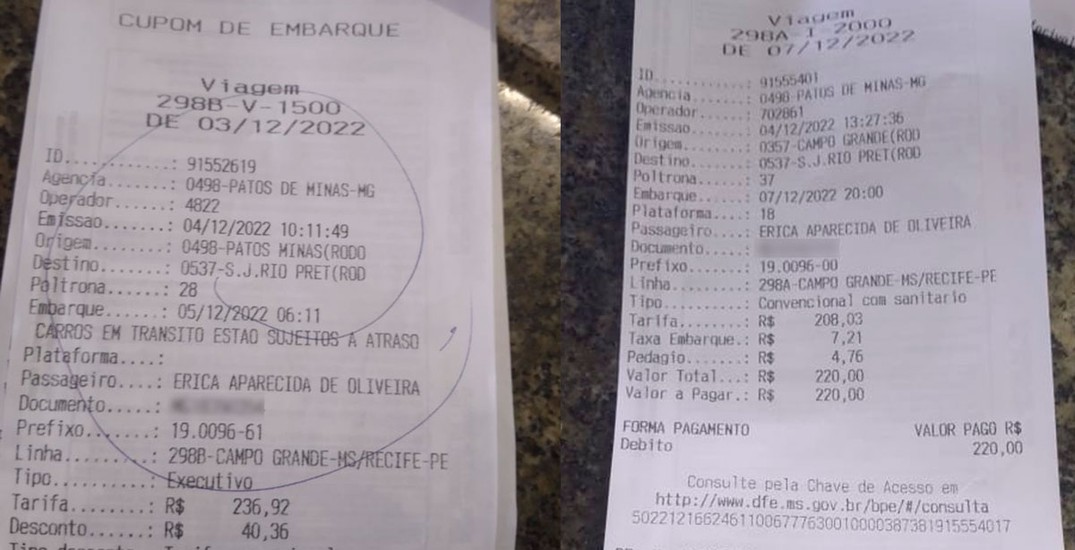 CUPOM DE EMBARQUE
Viagem
298B-V-1500
DE 03/12/2022
ID...........: 91552619
Agencia.......: 0498-PATOS DE MINAS-MG
Operador......: 4822
Emissao.......: 04/12/2022 10:11:49
Origem........: 0498-PATOS MINAS(RODO
Destino.......: 0537-S.J.RIO PRET(ROD
Poltrona......: 28
Embarque......: 05/12/2022 06:11
CARROS EM TRANSITO ESTAO SUJEITOS A ATRASO
Plataforma....:
Passageiro....: ERICA APARECIDA DE OLIVEIRA
Documento.....:
Prefixo.......: 19.0096-61
Linha.........: 298B-CAMPO GRANDE-MS/RECIFE-PE
Tipo..........: Executivo
Tarifa........: R$ 236,92
Desconto......: R$ 40,36
Viagem
298A-I-2000
DE 07/12/2022
ID............: 91555401
Agencia.......: 0498-PATOS DE MINAS-MG
Operador......: 702861
Emissao.......: 04/12/2022 13:27:36
Origem........: 0357-CAMPO GRANDE(ROD
Destino.......: 0537-S.J.RIO PRET(ROD
Poltrona......: 37
Embarque......: 07/12/2022 20:00
Plataforma....: 18
Passageiro....: ERICA APARECIDA DE OLIVEIRA
Documento.....:
Prefixo.......: 19.0096-00
Linha.........: 298A-CAMPO GRANDE-MS/RECIFE-PE
Tipo..........: Convencional com sanitario
Tarifa........: R$ 208,03
Taxa Embarque.: R$ 7,21
Pedagio.......: R$ 4,76
Valor Total...: R$ 220,00
Valor a Pagar.: R$ 220,00
FORMA PAGAMENTO VALOR PAGO R$
Debito 220,00
Consulte pela Chave de Acesso em
http://www.dfe.ms.gov.br/bpe/#/consulta
50221216624611006777630010000387381915554017